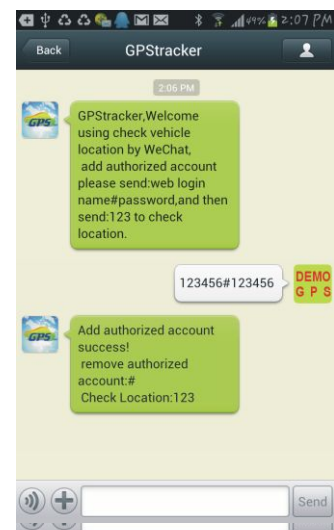 49% 2:07 PM
Back GPStracker
2:06 PM
GPS
GPStracker,Welcome
using check vehicle
location by WeChat,
add authorized account
please send:web login
name#password,and then
send:123 to check
location.
123456#123456
DEMO
G P S
GPS
Add authorized account
success!
remove authorized
account:#
Check Location:123
Send